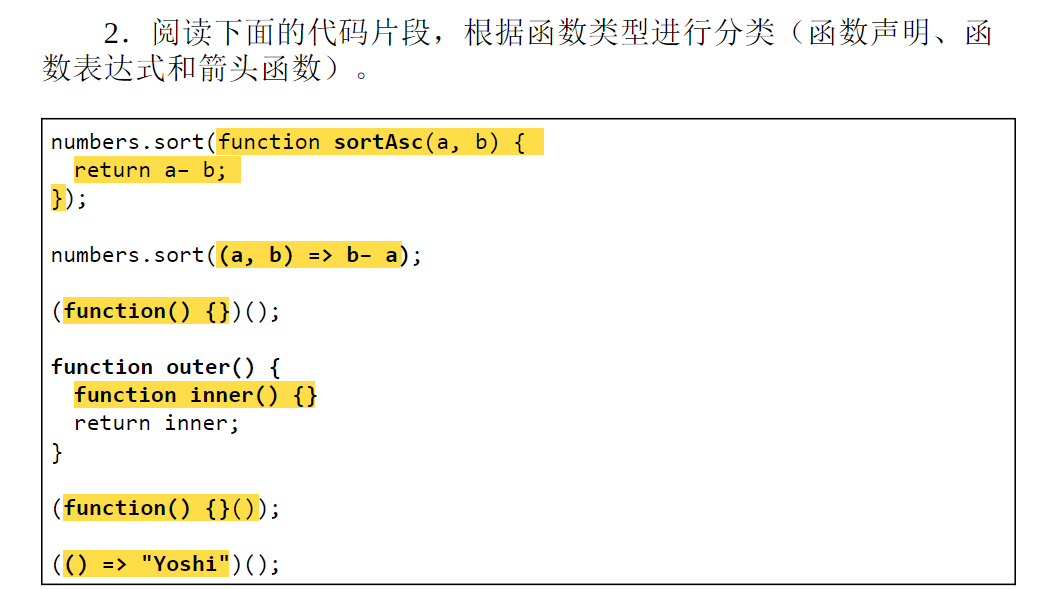 2．阅读下面的代码片段，根据函数类型进行分类（函数声明、函
数表达式和箭头函数）。
numbers.sort(function sortAsc(a, b) {
return a– b;
});
numbers.sort((a, b) => b– a);
(function() {})();
function outer() {
function inner() {}
return inner;
}
(function() {}());
(() => "Yoshi")();